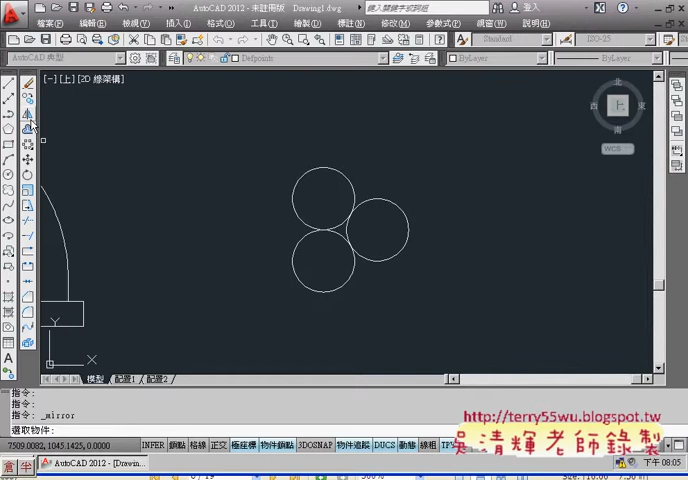 AutoCAD 2012 - 未註冊版 Drawing1.dwg
鍵入關鍵字或片語
登入
檔案(F) 編輯(E) 檢視(V) 插入(I) 格式(O) 工具(T) 繪製(D) 標註(N) 修改(M) 參數式(P) 視窗(W) 說明(H)
Standard ISO-25
AutoCAD 典型 Defpoints ByLayer ByLayer
[-] [上] [2D 線架構]
北
西 上 東
南
WCS
Y
X
A
模型 配置1 配置2
指令:
指令:
指令: _mirror
選取物件:
http://terry55wu.blogspot.tw
吳清輝老師錄製
7509.0082, 1045.1425, 0.0000 INFER 鎖點 格線 正交 極座標 物件鎖點 3DOSNAP 物件追蹤 DUCS 動態 線粗
倉 半 AutoCAD 2012 - [Drawin... 下午 08:05